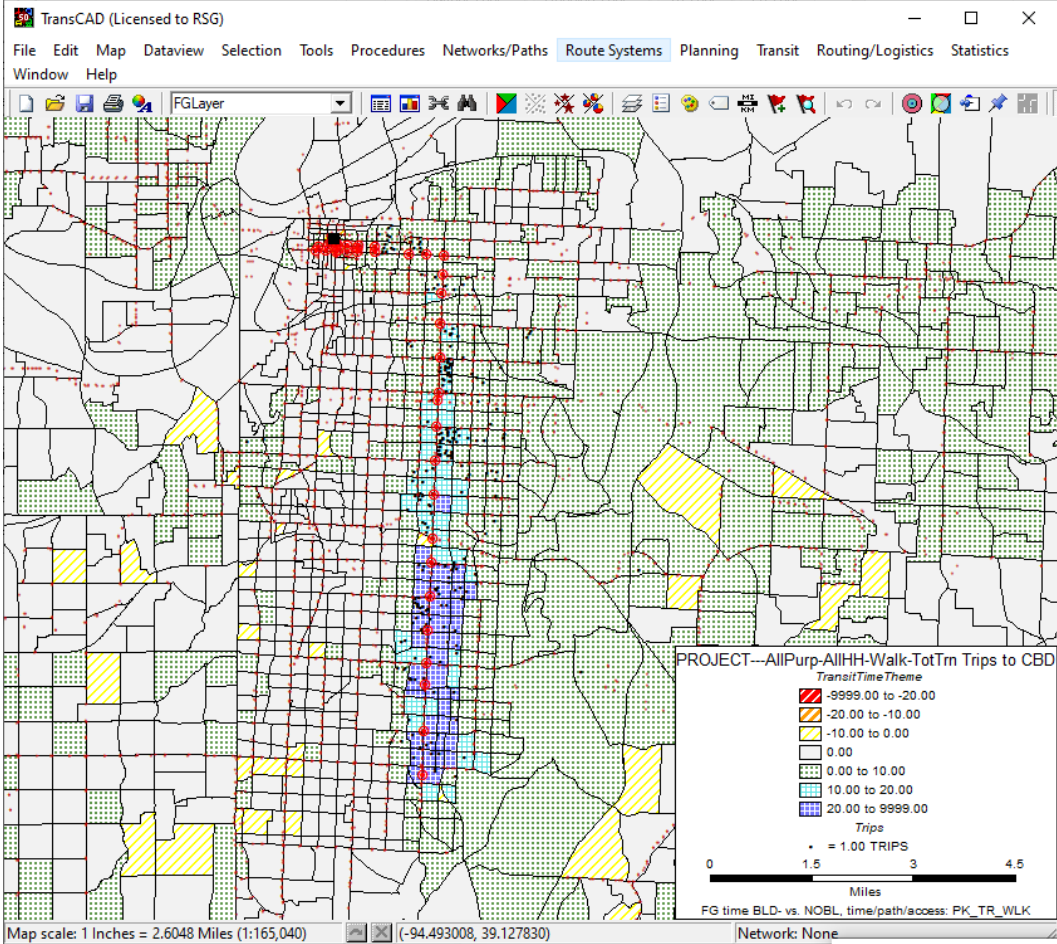 TransCAD (Licensed to RSG)
File Edit Map Dataview Selection Tools Procedures Networks/Paths Route Systems Planning Transit Routing/Logistics Statistics
Window Help
FGLayer
MI
KM
PROJECT---AllPurp-AllHH-Walk-TotTrn Trips to CBD
TransitTimeTheme
-9999.00 to -20.00
-20.00 to -10.00
-10.00 to 0.00
0.00
0.00 to 10.00
10.00 to 20.00
20.00 to 9999.00
Trips
= 1.00 TRIPS
0 1.5 3 4.5
Miles
FG time BLD- vs. NOBL, time/path/access: PK_TR_WLK
Map scale: 1 Inches = 2.6048 Miles (1:165,040) (-94.493008, 39.127830) Network: None